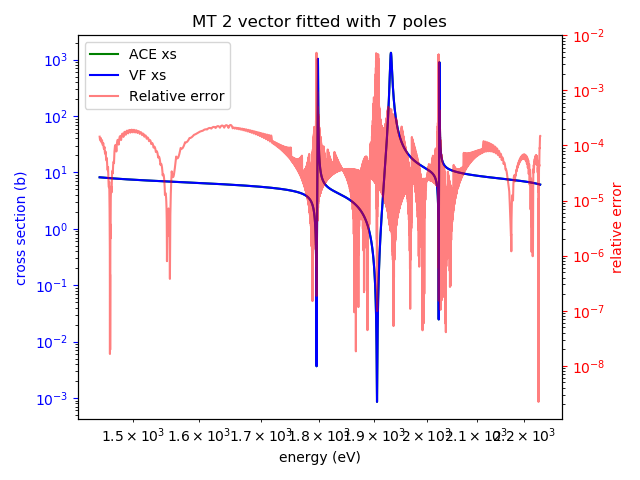 MT 2 vector fitted with 7 poles
ACE xs
VF xs
Relative error
10³
10²
10¹
10⁰
10⁻¹
10⁻²
10⁻³
cross section (b)
10⁻²
10⁻³
10⁻⁴
10⁻⁵
10⁻⁶
10⁻⁷
10⁻⁸
relative error
1.5 × 10³ 1.6 × 10³ 1.7 × 10³ 1.8 × 10³ 1.9 × 10³ 2 × 10³ 2.1 × 10³ 2.2 × 10³
energy (eV)